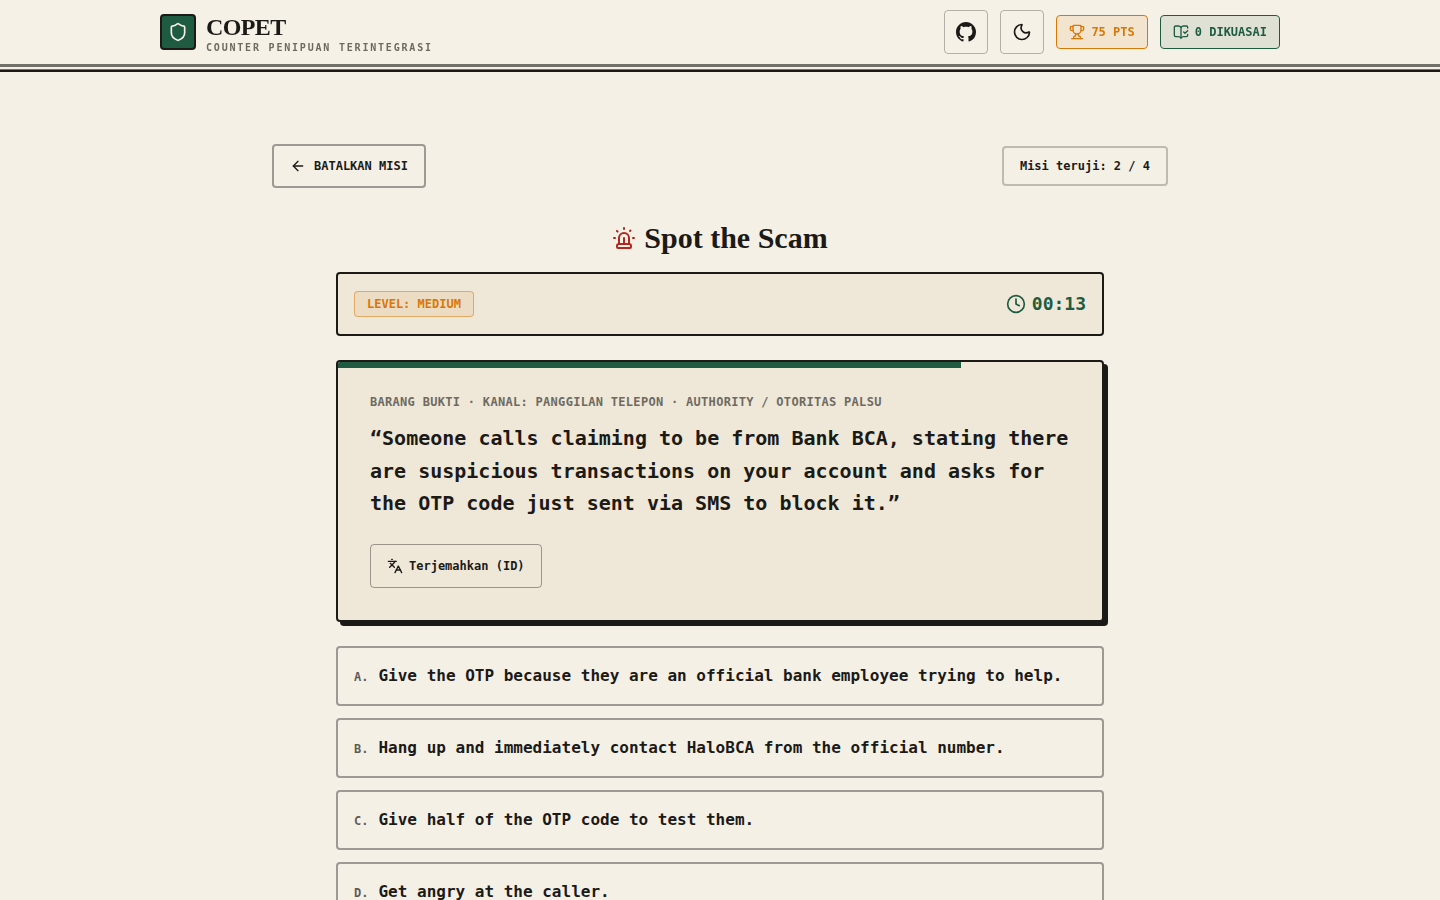 COPET
COUNTER PENIPUAN TERINTEGRASI
75 PTS
0 DIKUASAI
BATALKAN MISI
Misi teruji: 2 / 4
Spot the Scam
LEVEL: MEDIUM
00:13
BARANG BUKTI · KANAL: PANGGILAN TELEPON · AUTHORITY / OTORITAS PALSU
“Someone calls claiming to be from Bank BCA, stating there
are suspicious transactions on your account and asks for
the OTP code just sent via SMS to block it.”
Terjemahkan (ID)
A. Give the OTP because they are an official bank employee trying to help.
B. Hang up and immediately contact HaloBCA from the official number.
C. Give half of the OTP code to test them.
D. Get angry at the caller.